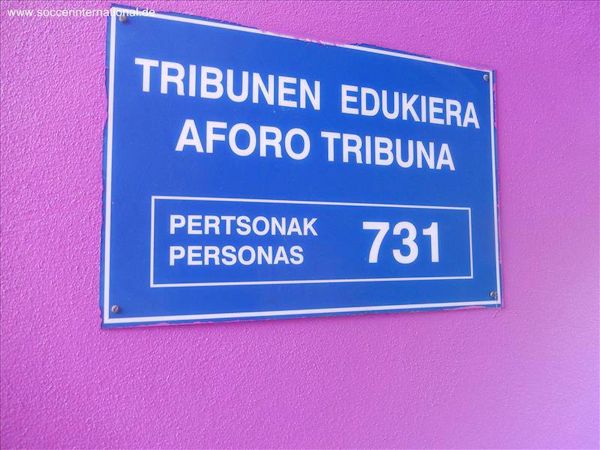 www.soccerinternational.de
TRIBUNEN EDUKIERA
AFORO TRIBUNA
PERTSONAK
PERSONAS
731